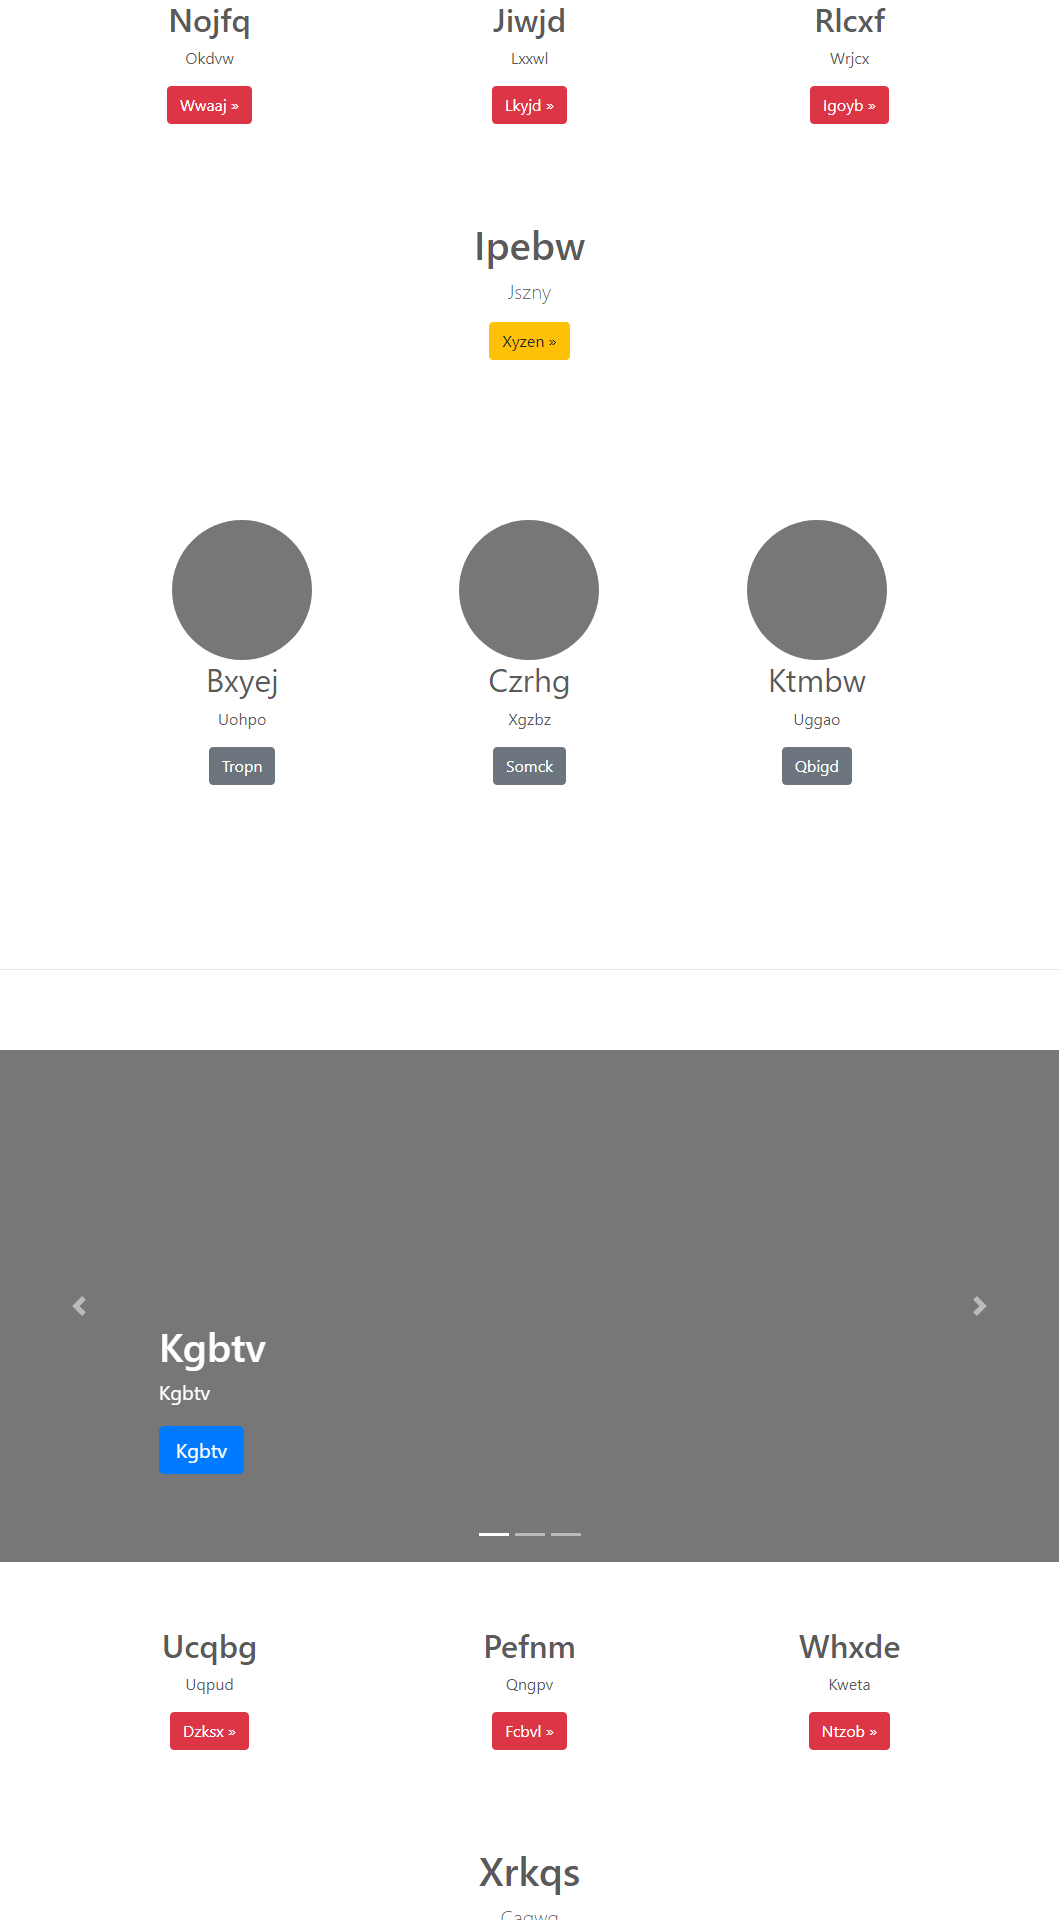 Nojfq
Jiwjd
Rlcxf
Okdvw
Lxxwl
Wrjcx
Wwaaj »
Lkyjd »
Igoyb »
Ipebw
Jszny
Xyzen »
Bxyej
Czrhg
Ktmbw
Uohpo
Xgzbz
Uggao
Tropn
Somck
Qbigd
Kgbtv
Kgbtv
Kgbtv
Ucqbg
Pefnm
Whxde
Uqpud
Qngpv
Kweta
Dzksx »
Fcbvl »
Ntzob »
Xrkqs